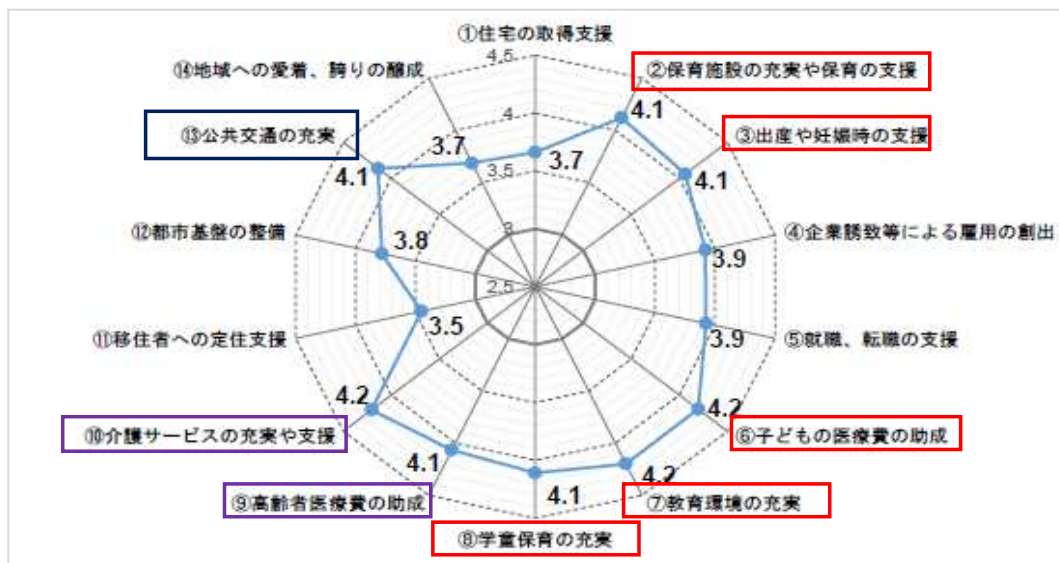 ①住宅の取得支援
4.5
⑭地域への愛着、誇りの醸成
②保育施設の充実や保育の支援
4
4.1
⑬公共交通の充実
③出産や妊娠時の支援
3.7
3.7
4.1
4.1
3.5
⑫都市基盤の整備
3.8
3
3.9
④企業誘致等による雇用の創出
2.5
⑪移住者への定住支援
3.5
3.9
⑤就職、転職の支援
4.2
4.2
⑩介護サービスの充実や支援
⑥子どもの医療費の助成
4.1
4.1
4.2
⑨高齢者医療費の助成
⑦教育環境の充実
⑧学童保育の充実